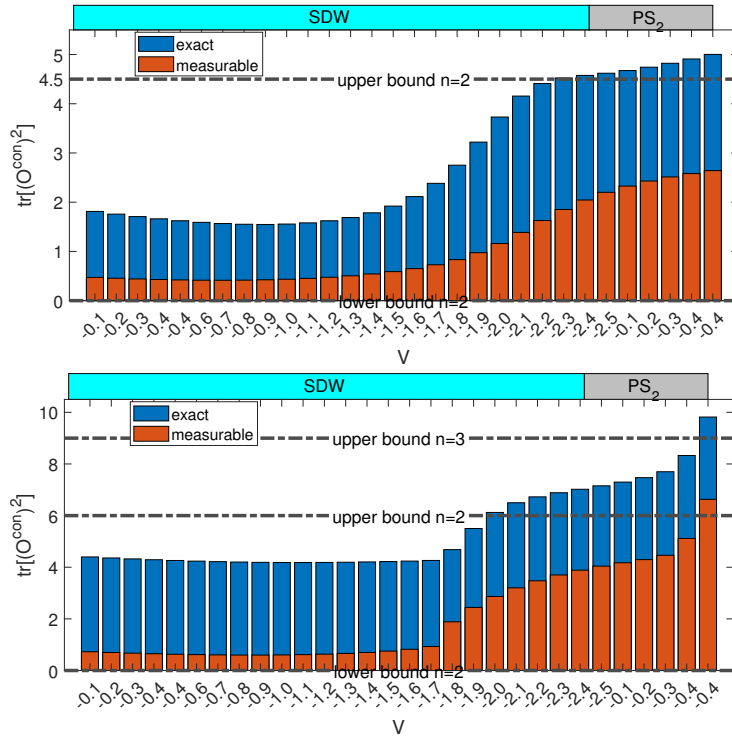 SDW PS₂
exact
measurable
upper bound n=2
lower bound n=2
tr[(O^con)^2]
5
4.5
4
3
2
1
0
-0.1 -0.2 -0.3 -0.4 -0.4 -0.6 -0.7 -0.8 -0.9 -1.0 -1.1 -1.2 -1.3 -1.4 -1.5 -1.6 -1.7 -1.8 -1.9 -2.0 -2.1 -2.2 -2.3 -2.4 -2.5 -0.1 -0.2 -0.3 -0.4 -0.4
V
SDW PS₂
exact
measurable
upper bound n=3
upper bound n=2
lower bound n=2
tr[(O^con)^2]
10
8
6
4
2
0
-0.1 -0.2 -0.3 -0.4 -0.4 -0.6 -0.7 -0.8 -0.9 -1.0 -1.1 -1.2 -1.3 -1.4 -1.5 -1.6 -1.7 -1.8 -1.9 -2.0 -2.1 -2.2 -2.3 -2.4 -2.5 -0.1 -0.2 -0.3 -0.4 -0.4
V